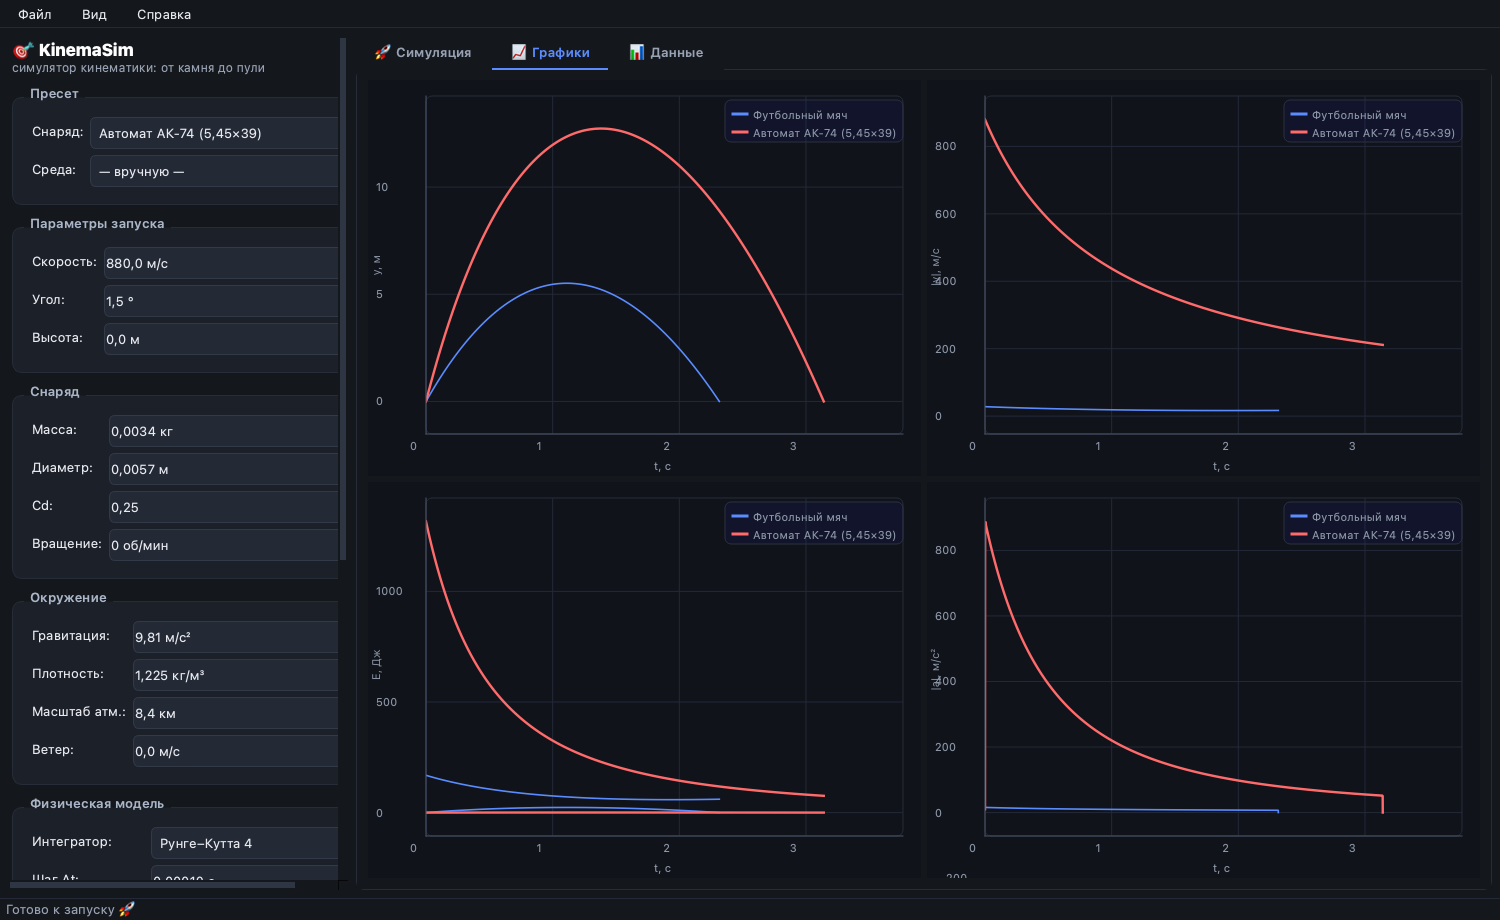 Файл Вид Справка
🎯 KinemaSim
симулятор кинематики: от камня до пули
Пресет
Снаряд: Автомат АК-74 (5,45×39)
Среда: — вручную —
Параметры запуска
Скорость: 880,0 м/с
Угол: 1,5 °
Высота: 0,0 м
Снаряд
Масса: 0,0034 кг
Диаметр: 0,0057 м
Cd: 0,25
Вращение: 0 об/мин
Окружение
Гравитация: 9,81 м/с²
Плотность: 1,225 кг/м³
Масштаб атм.: 8,4 км
Ветер: 0,0 м/с
Физическая модель
Интегратор: Рунге–Кутта 4
Шаг Δt: 0,00010 с
🚀 Симуляция 📈 Графики 📊 Данные
Футбольный мяч
Автомат АК-74 (5,45×39)
10
5
0
y, м
0 1 2 3
t, с
Футбольный мяч
Автомат АК-74 (5,45×39)
800
600
400
200
0
|v|, м/с
0 1 2 3
t, с
Футбольный мяч
Автомат АК-74 (5,45×39)
1000
500
0
E, Дж
0 1 2 3
t, с
Футбольный мяч
Автомат АК-74 (5,45×39)
800
600
400
200
0
|a|, м/с²
0 1 2 3
t, с
Готово к запуску 🚀